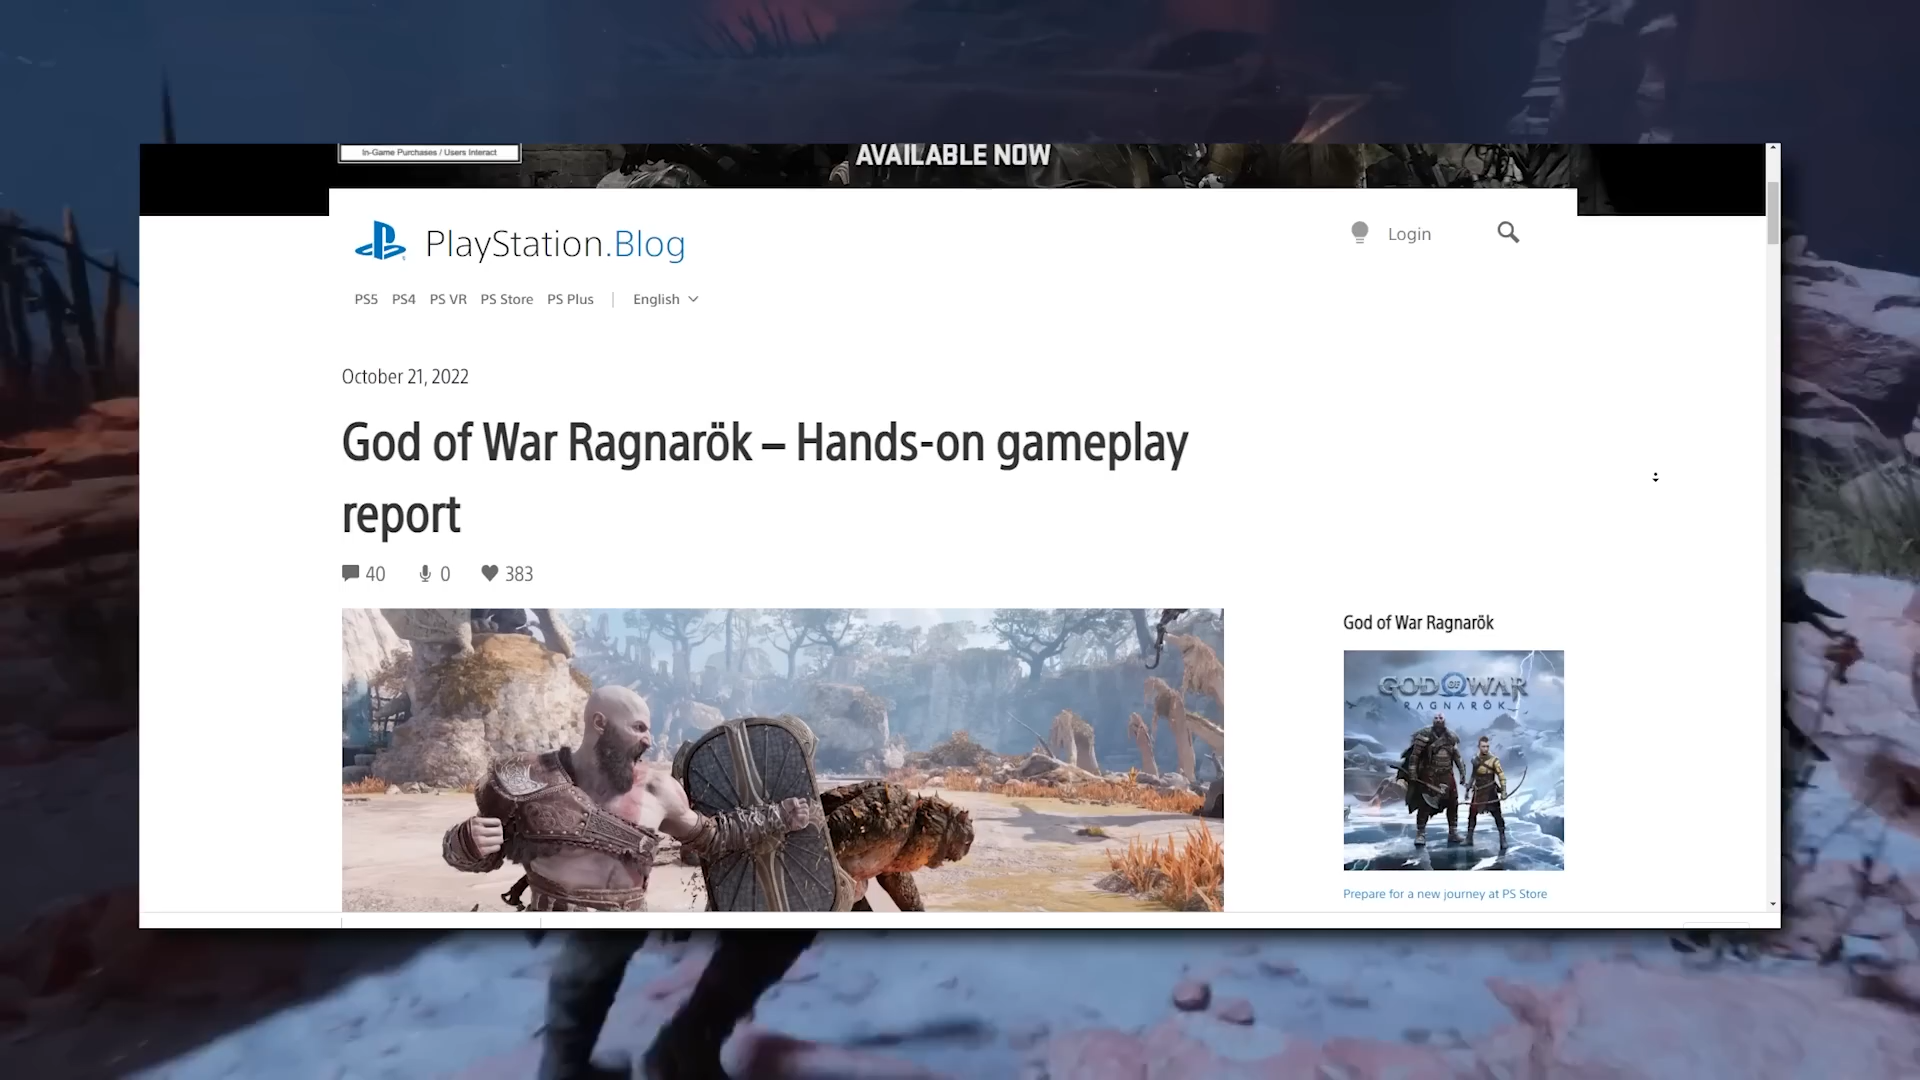 In-Game Purchases / Users Interact
AVAILABLE NOW
PlayStation.Blog
Login
PS5 PS4 PS VR PS Store PS Plus | English
October 21, 2022
God of War Ragnarök – Hands-on gameplay
report
40 0 383
God of War Ragnarök
GOD OF WAR
RAGNARÖK
Prepare for a new journey at PS Store